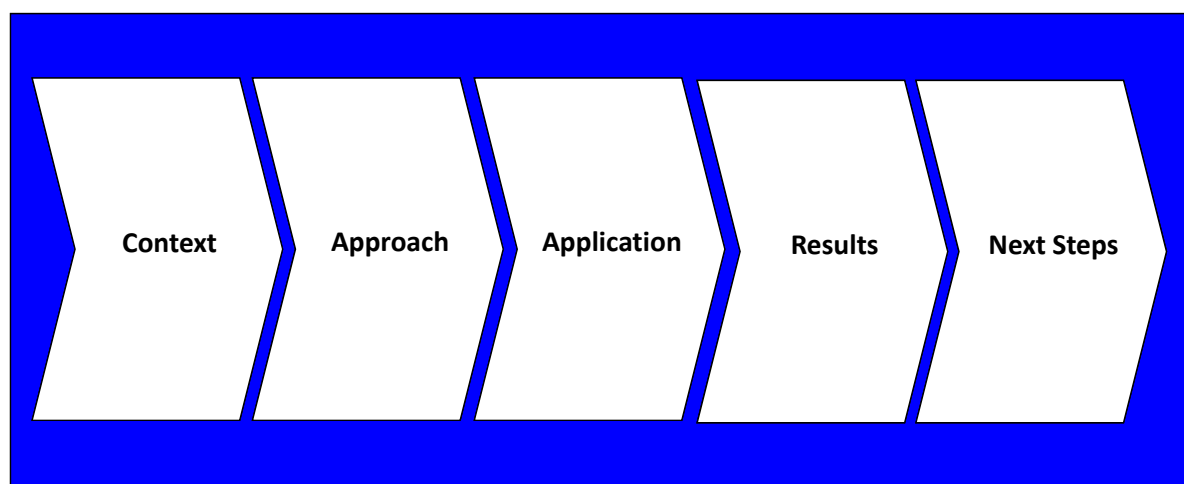 Context
Approach
Application
Results
Next Steps